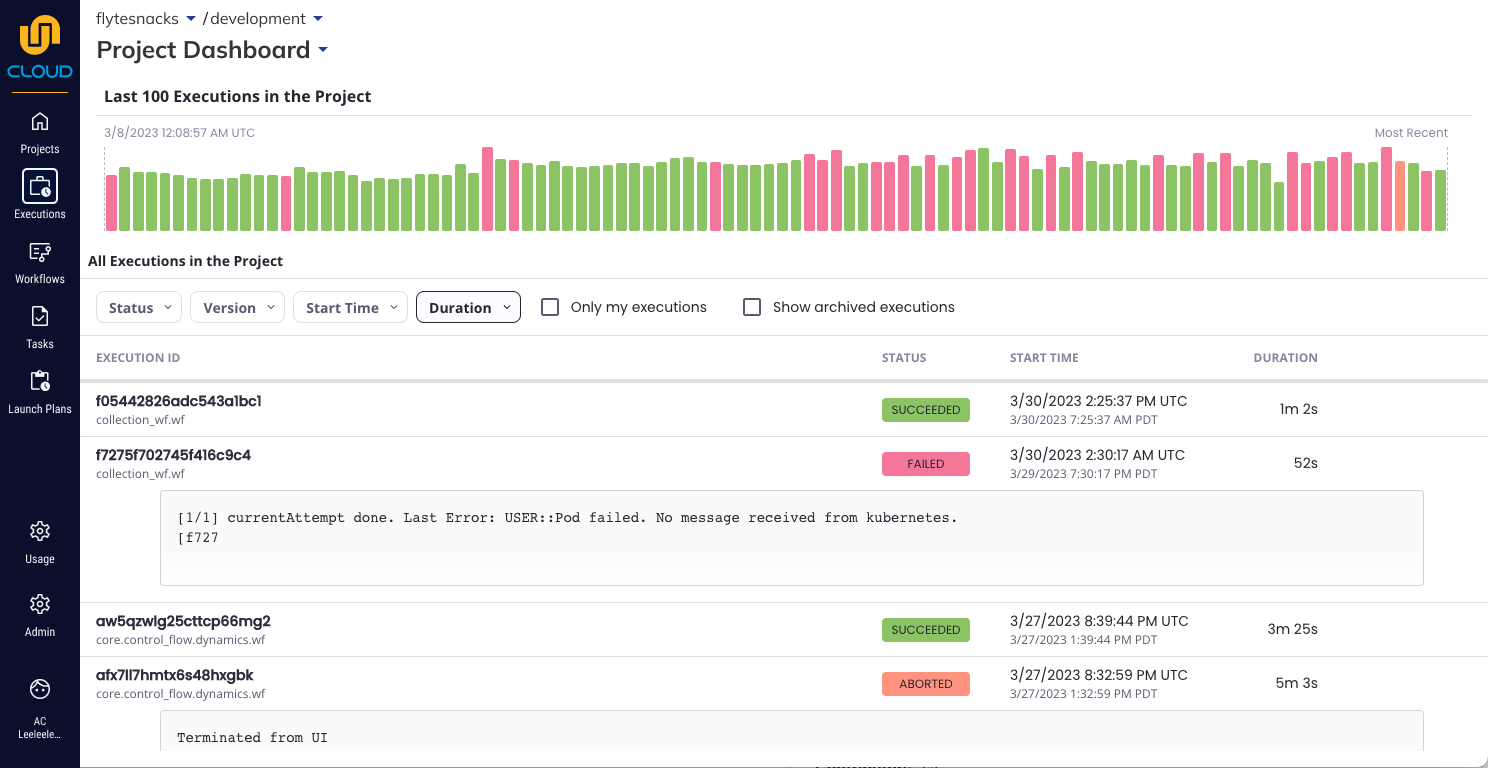 CLOUD
Projects
Executions
Workflows
Tasks
Launch Plans
Usage
Admin
AC
Leeleele...
flytesnacks / development
Project Dashboard
Last 100 Executions in the Project
3/8/2023 12:08:57 AM UTC Most Recent
All Executions in the Project
Status Version Start Time Duration Only my executions Show archived executions
EXECUTION ID STATUS START TIME DURATION
f05442826adc543a1bc1 SUCCEEDED 3/30/2023 2:25:37 PM UTC 1m 2s
collection_wf.wf 3/30/2023 7:25:37 AM PDT
f7275f702745f416c9c4 FAILED 3/30/2023 2:30:17 AM UTC 52s
collection_wf.wf 3/29/2023 7:30:17 PM PDT
[1/1] currentAttempt done. Last Error: USER::Pod failed. No message received from kubernetes.
[f727
aw5qzwlg25cttcp66mg2 SUCCEEDED 3/27/2023 8:39:44 PM UTC 3m 25s
core.control_flow.dynamics.wf 3/27/2023 1:39:44 PM PDT
afx7ll7hmtx6s48hxgbk ABORTED 3/27/2023 8:32:59 PM UTC 5m 3s
core.control_flow.dynamics.wf 3/27/2023 1:32:59 PM PDT
Terminated from UI